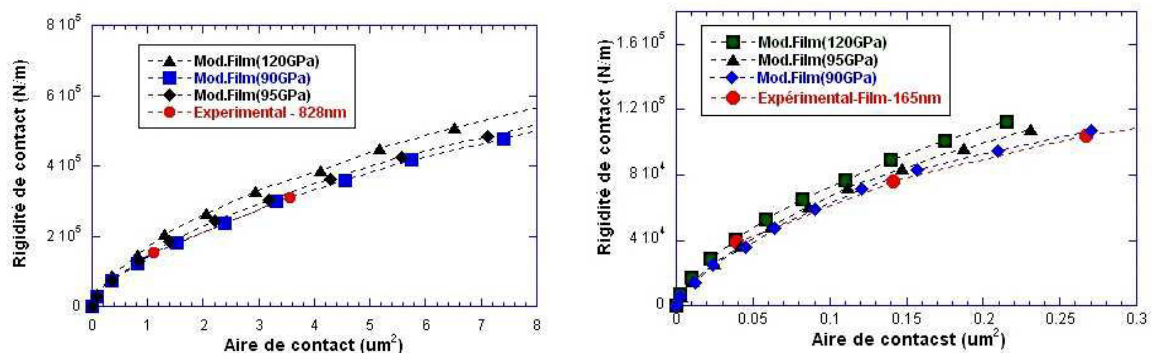 8 10⁵
6 10⁵
4 10⁵
2 10⁵
0
Rigidité de contact (N/m)
Mod.Film(120GPa)
Mod.Film(90GPa)
Mod.Film(95GPa)
Experimental - 828nm
0 1 2 3 4 5 6 7 8
Aire de contact (um²)
1.6 10⁵
1.2 10⁵
8 10⁴
4 10⁴
0
Rigidité de contact (N/m)
Mod.Film(120GPa)
Mod.Film(95GPa)
Mod.Film(90GPa)
Expérimental-Film-165nm
0 0.05 0.1 0.15 0.2 0.25 0.3
Aire de contacst (um²)